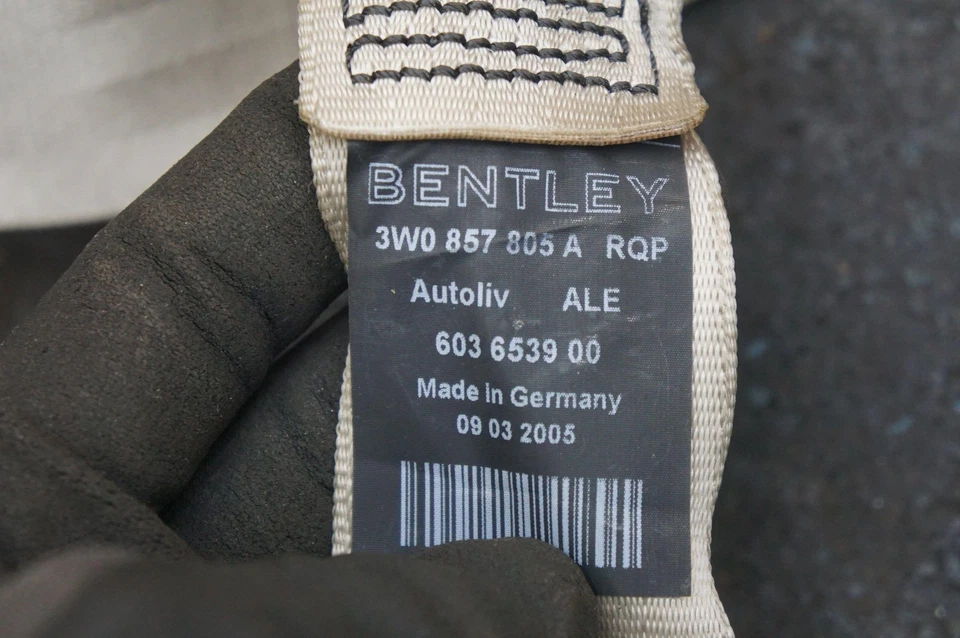 BENTLEY
3W0 857 805 A RQP
Autoliv ALE
603 6539 00
Made in Germany
09 03 2005